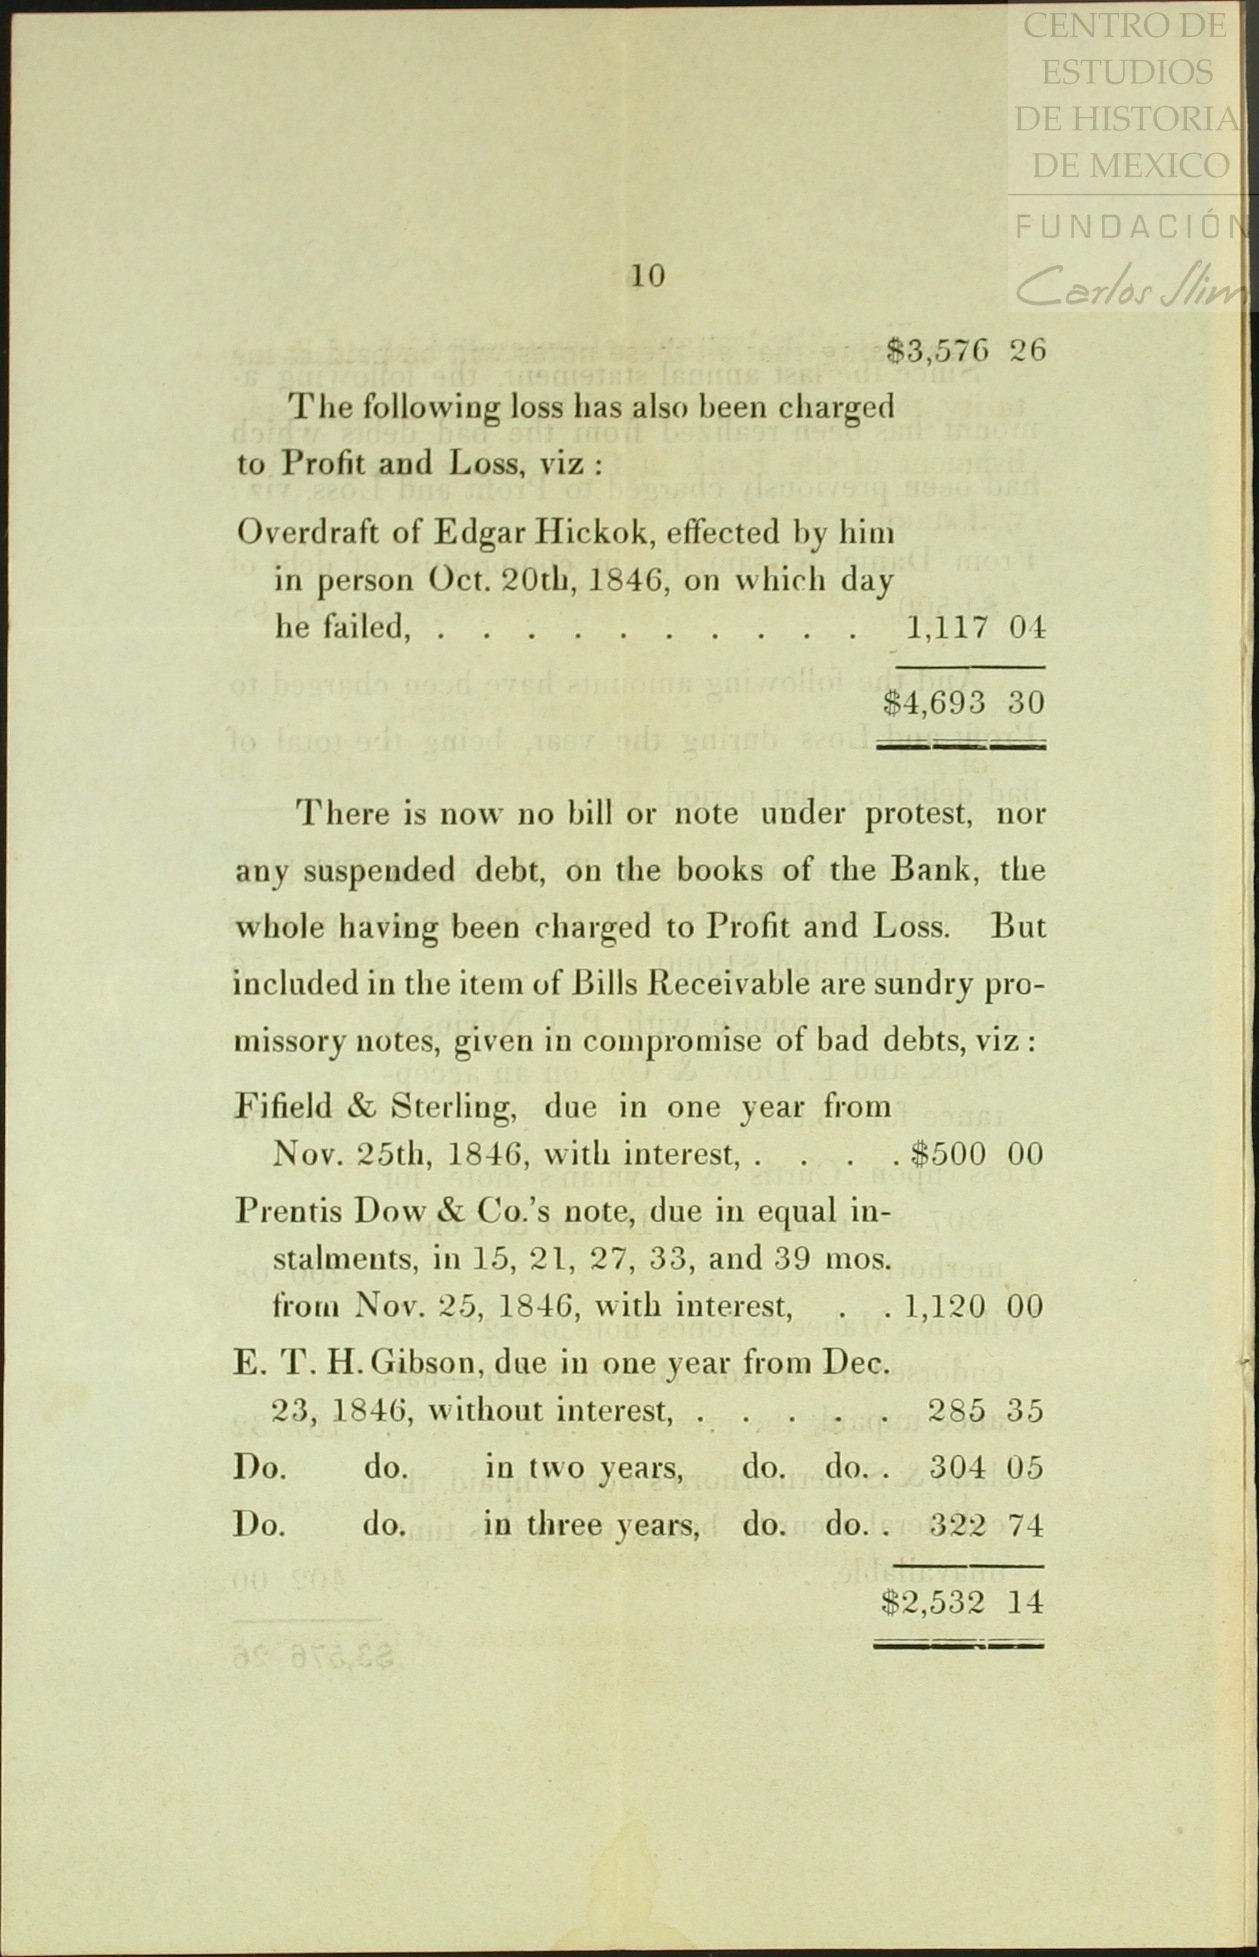 CENTRO DE
ESTUDIOS
DE HISTORIA
DE MEXICO
FUNDACIÓN
Carlos Slim
10
$3,576 26
The following loss has also been charged
to Profit and Loss, viz :
Overdraft of Edgar Hickok, effected by him
in person Oct. 20th, 1846, on which day
he failed, . . . . . . . . . . 1,117 04
$4,693 30
There is now no bill or note under protest, nor
any suspended debt, on the books of the Bank, the
whole having been charged to Profit and Loss. But
included in the item of Bills Receivable are sundry pro-
missory notes, given in compromise of bad debts, viz :
Fifield & Sterling, due in one year from
Nov. 25th, 1846, with interest, . . . . $500 00
Prentis Dow & Co.'s note, due in equal in-
stalments, in 15, 21, 27, 33, and 39 mos.
from Nov. 25, 1846, with interest, . . 1,120 00
E. T. H. Gibson, due in one year from Dec.
23, 1846, without interest, . . . . . 285 35
Do. do. in two years, do. do. . 304 05
Do. do. in three years, do. do. . 322 74
$2,532 14